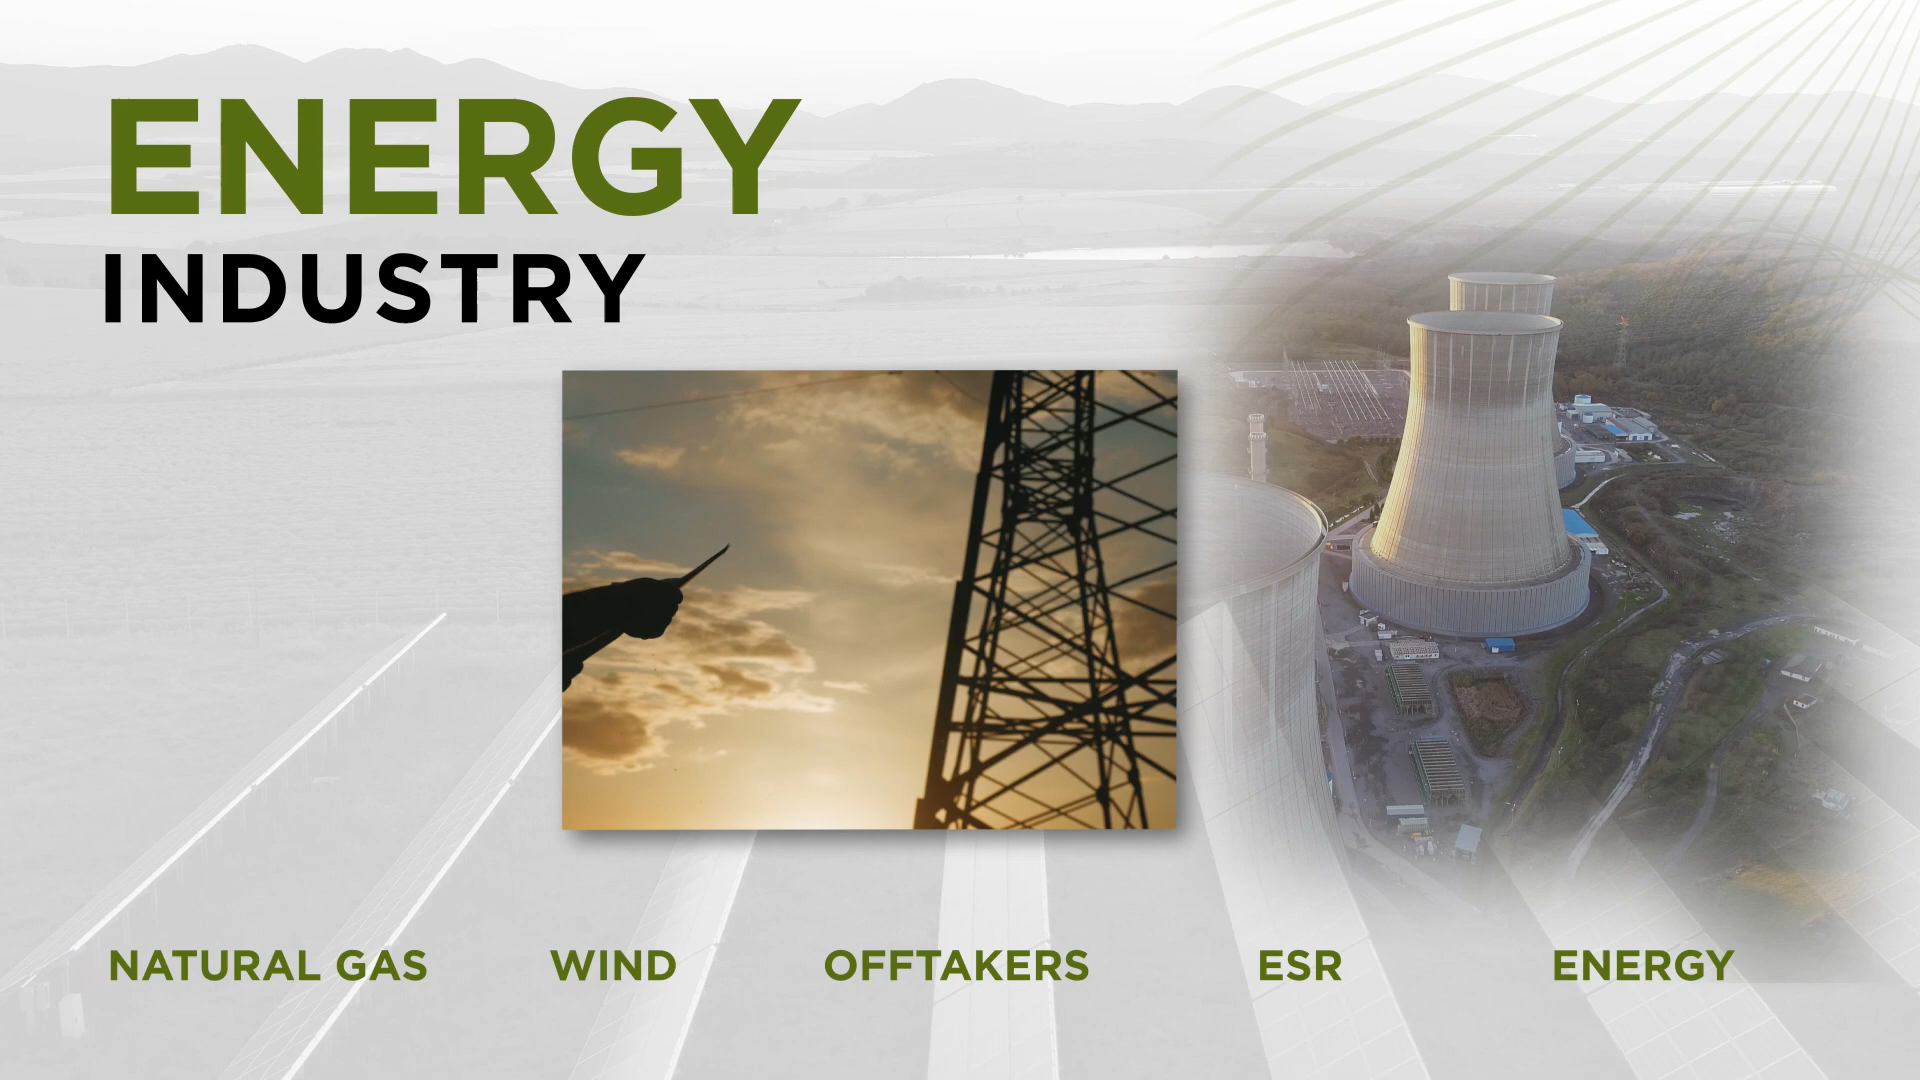 ENERGY
INDUSTRY
NATURAL GAS
WIND
OFFTAKERS
ESR
ENERGY